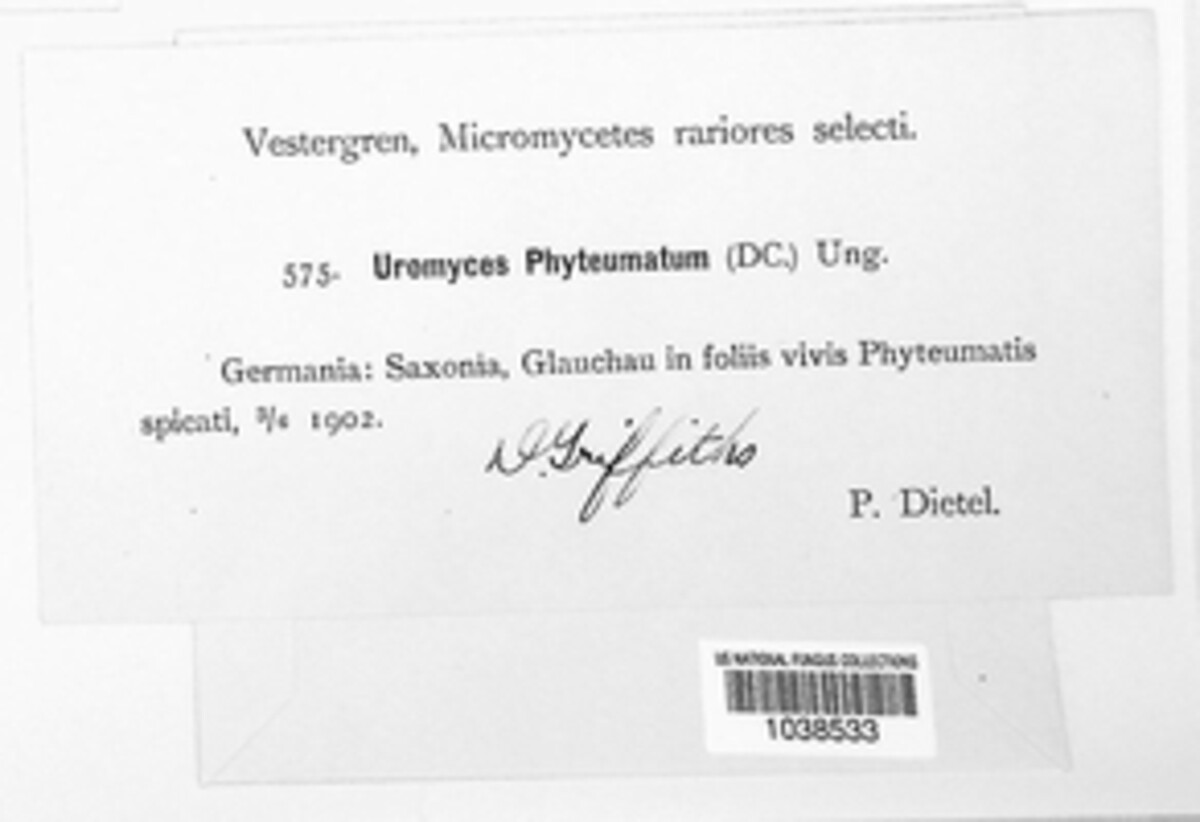 Vestergren, Micromycetes rariores selecti.
575. Uromyces Phyteumatum (DC.) Ung.
Germania: Saxonia, Glauchau in foliis vivis Phyteumatis
spicati, 3/6 1902.
D. Griffiths
P. Dietel.
US NATIONAL FUNGUS COLLECTIONS
1038533